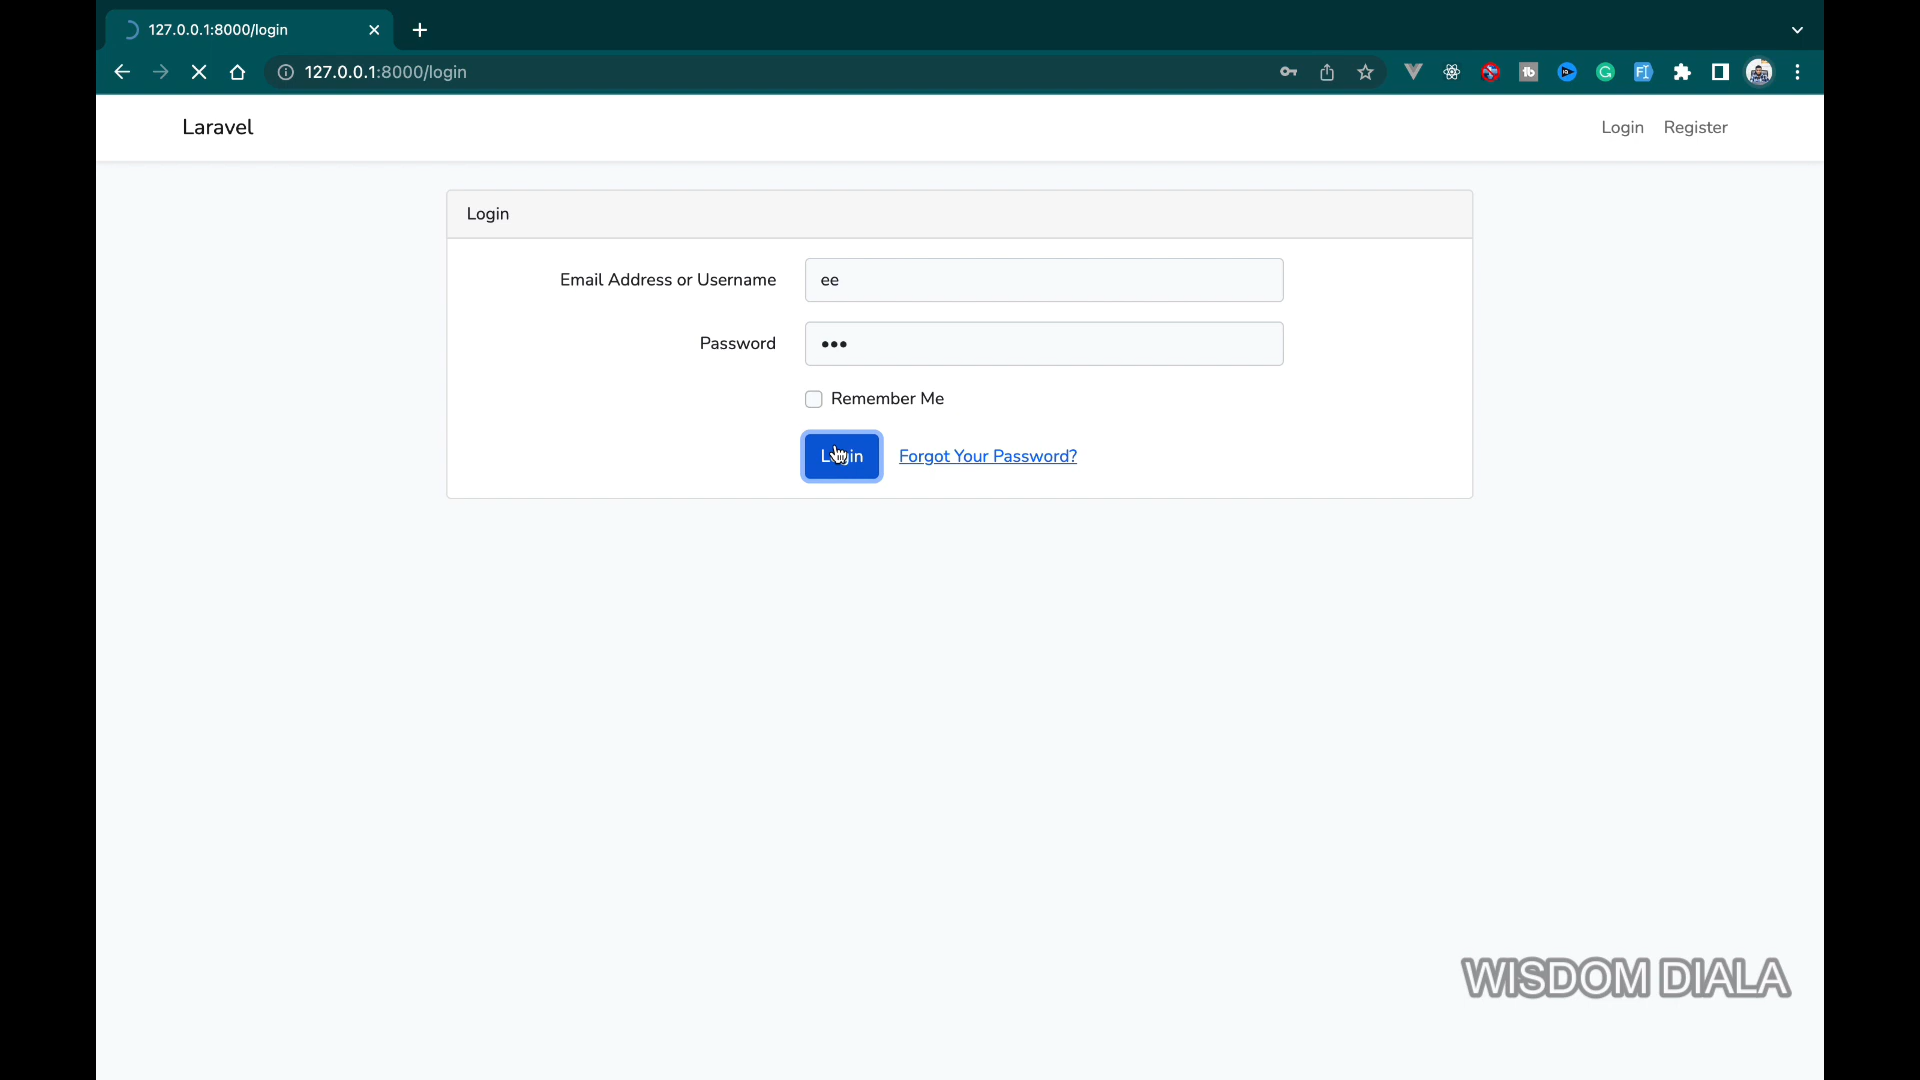 127.0.0.1:8000/login
127.0.0.1:8000/login
Laravel
Login
Register
Login
Email Address or Username
ee
Password
•••
Remember Me
Login
Forgot Your Password?
WISDOM DIALA